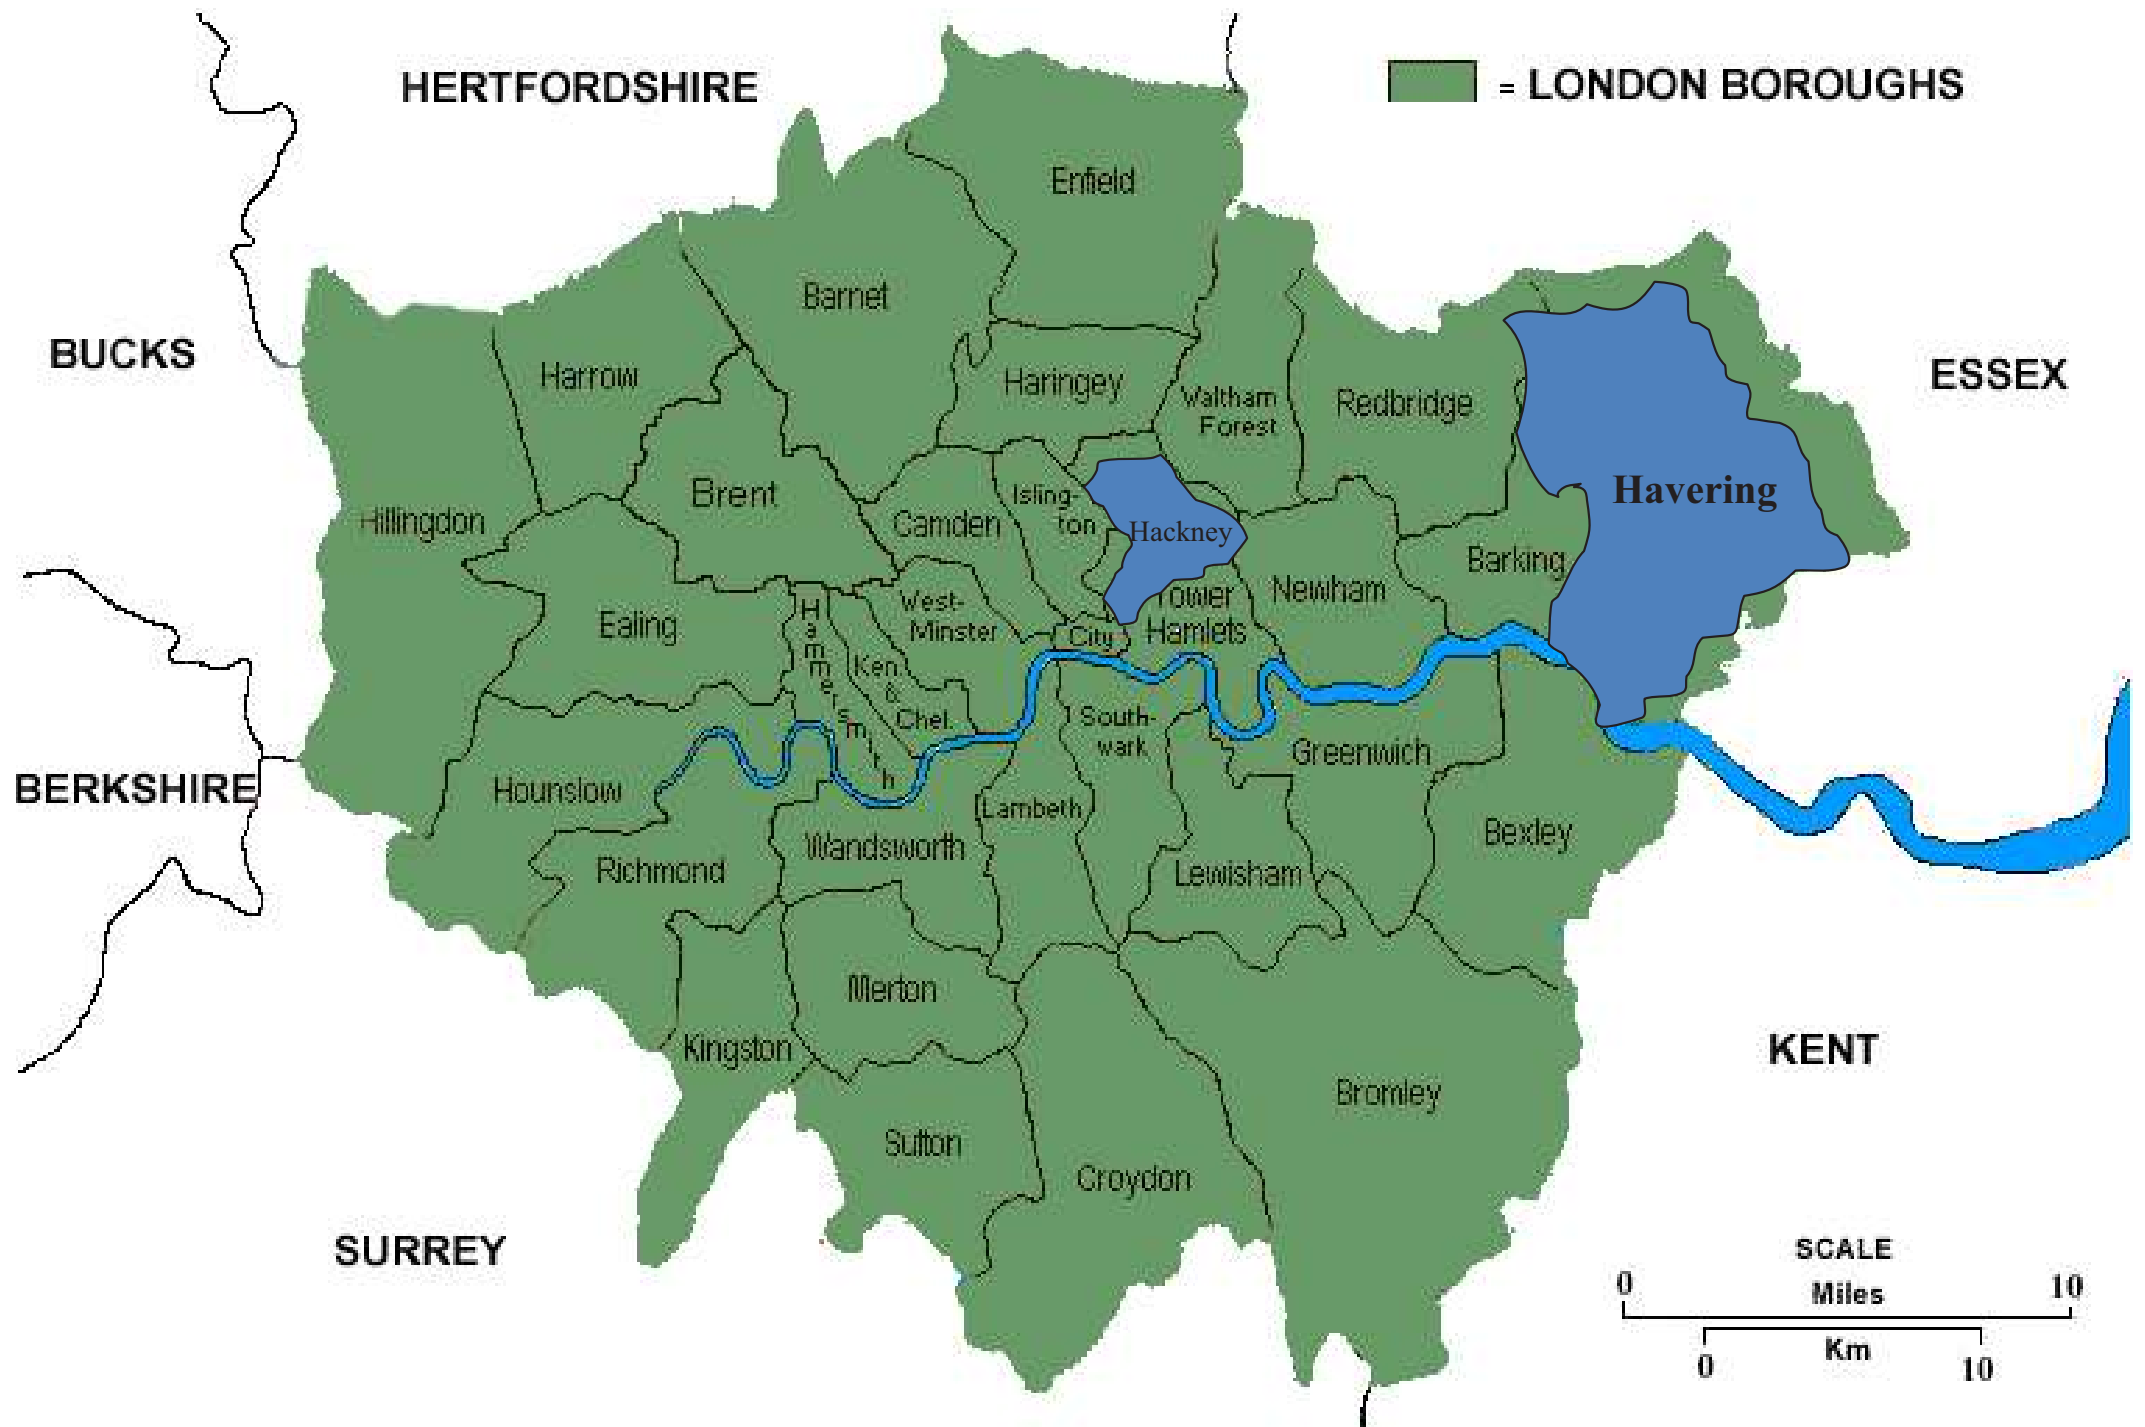 HERTFORDSHIRE
= LONDON BOROUGHS
Enfield
Barnet
BUCKS
ESSEX
Harrow
Haringey
Waltham
Forest
Redbridge
Havering
Brent
Isling-
ton
Hillingdon
Camden
Hackney
Barking
Newham
West-
Minster
Tower
Hamlets
Ealing
Hammersmith
City
Ken.
&
Chel.
South-
wark
Greenwich
BERKSHIRE
Hounslow
Lambeth
Bexley
Wandsworth
Richmond
Lewisham
Merton
Kingston
KENT
Bromley
Sutton
Croydon
SURREY
SCALE
0 10
Miles
Km
0 10